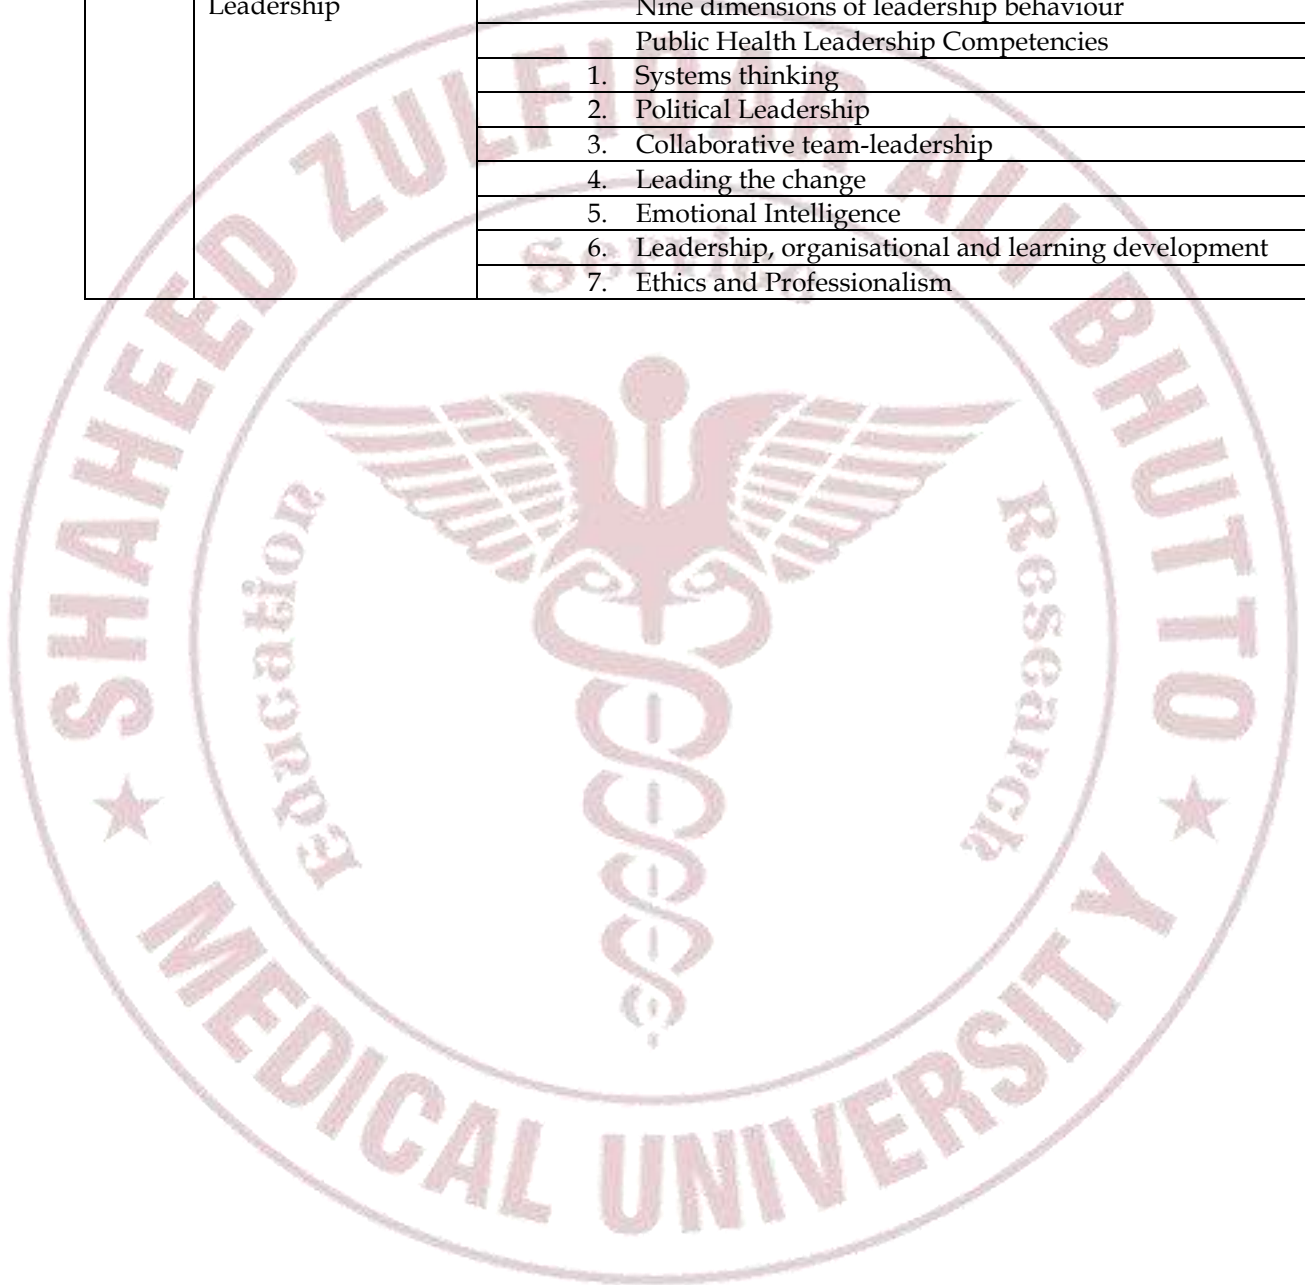 Leadership Nine dimensions of leadership behaviour
Public Health Leadership Competencies
1. Systems thinking
2. Political Leadership
3. Collaborative team-leadership
4. Leading the change
5. Emotional Intelligence
6. Leadership, organisational and learning development
7. Ethics and Professionalism
SHAHEED ZULFIQAR ALI BHUTTO
MEDICAL UNIVERSITY
Service
Education
Research